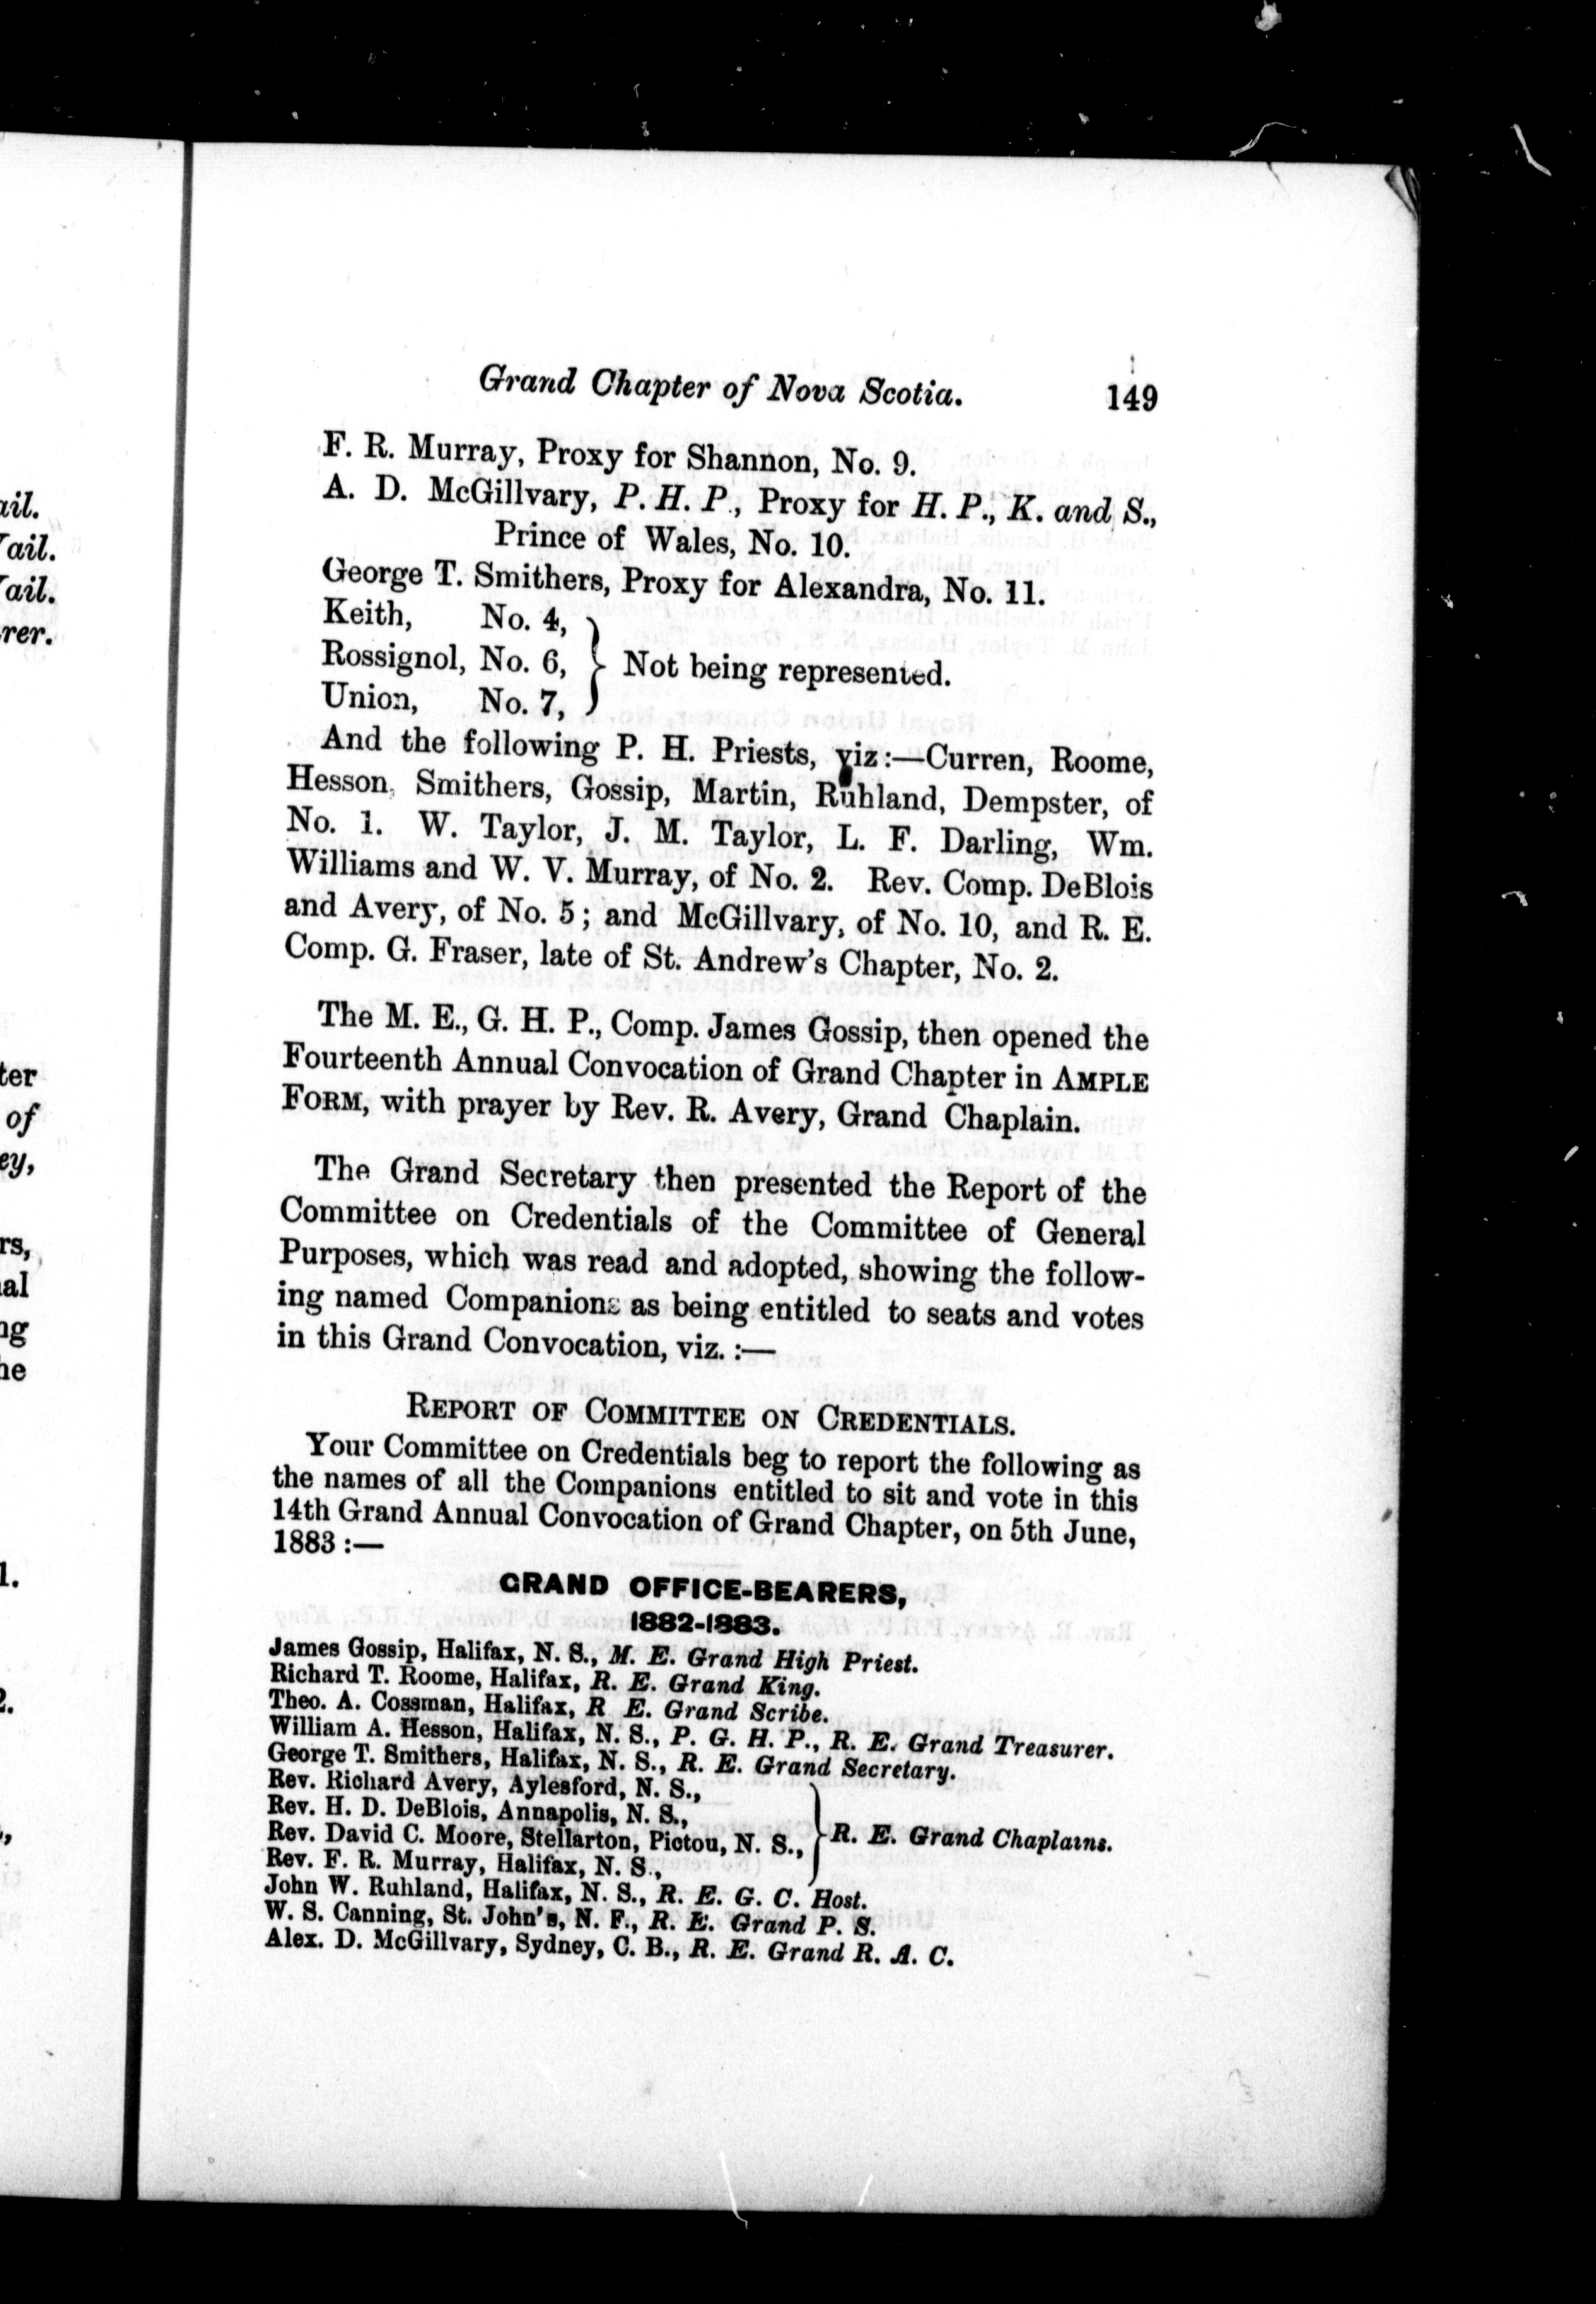 Grand Chapter of Nova Scotia. 149
F. R. Murray, Proxy for Shannon, No. 9.
A. D. McGillvary, P. H. P., Proxy for H. P., K. and S.,
Prince of Wales, No. 10.
George T. Smithers, Proxy for Alexandra, No. 11.
Keith, No. 4,
Rossignol, No. 6, } Not being represented.
Union, No. 7,
And the following P. H. Priests, viz:—Curren, Roome,
Hesson, Smithers, Gossip, Martin, Ruhland, Dempster, of
No. 1. W. Taylor, J. M. Taylor, L. F. Darling, Wm.
Williams and W. V. Murray, of No. 2. Rev. Comp. DeBlois
and Avery, of No. 5; and McGillvary, of No. 10, and R. E.
Comp. G. Fraser, late of St. Andrew's Chapter, No. 2.
The M. E., G. H. P., Comp. James Gossip, then opened the
Fourteenth Annual Convocation of Grand Chapter in AMPLE
FORM, with prayer by Rev. R. Avery, Grand Chaplain.
The Grand Secretary then presented the Report of the
Committee on Credentials of the Committee of General
Purposes, which was read and adopted, showing the follow-
ing named Companions as being entitled to seats and votes
in this Grand Convocation, viz. :—
REPORT OF COMMITTEE ON CREDENTIALS.
Your Committee on Credentials beg to report the following as
the names of all the Companions entitled to sit and vote in this
14th Grand Annual Convocation of Grand Chapter, on 5th June,
1883 :—
GRAND OFFICE-BEARERS,
1882-1883.
James Gossip, Halifax, N. S., M. E. Grand High Priest.
Richard T. Roome, Halifax, R. E. Grand King.
Theo. A. Cossman, Halifax, R E. Grand Scribe.
William A. Hesson, Halifax, N. S., P. G. H. P., R. E. Grand Treasurer.
George T. Smithers, Halifax, N. S., R. E. Grand Secretary.
Rev. Richard Avery, Aylesford, N. S.,
Rev. H. D. DeBlois, Annapolis, N. S.,
Rev. David C. Moore, Stellarton, Pictou, N. S., } R. E. Grand Chaplains.
Rev. F. R. Murray, Halifax, N. S.,
John W. Ruhland, Halifax, N. S., R. E. G. C. Host.
W. S. Canning, St. John's, N. F., R. E. Grand P. S.
Alex. D. McGillvary, Sydney, C. B., R. E. Grand R. A. C.